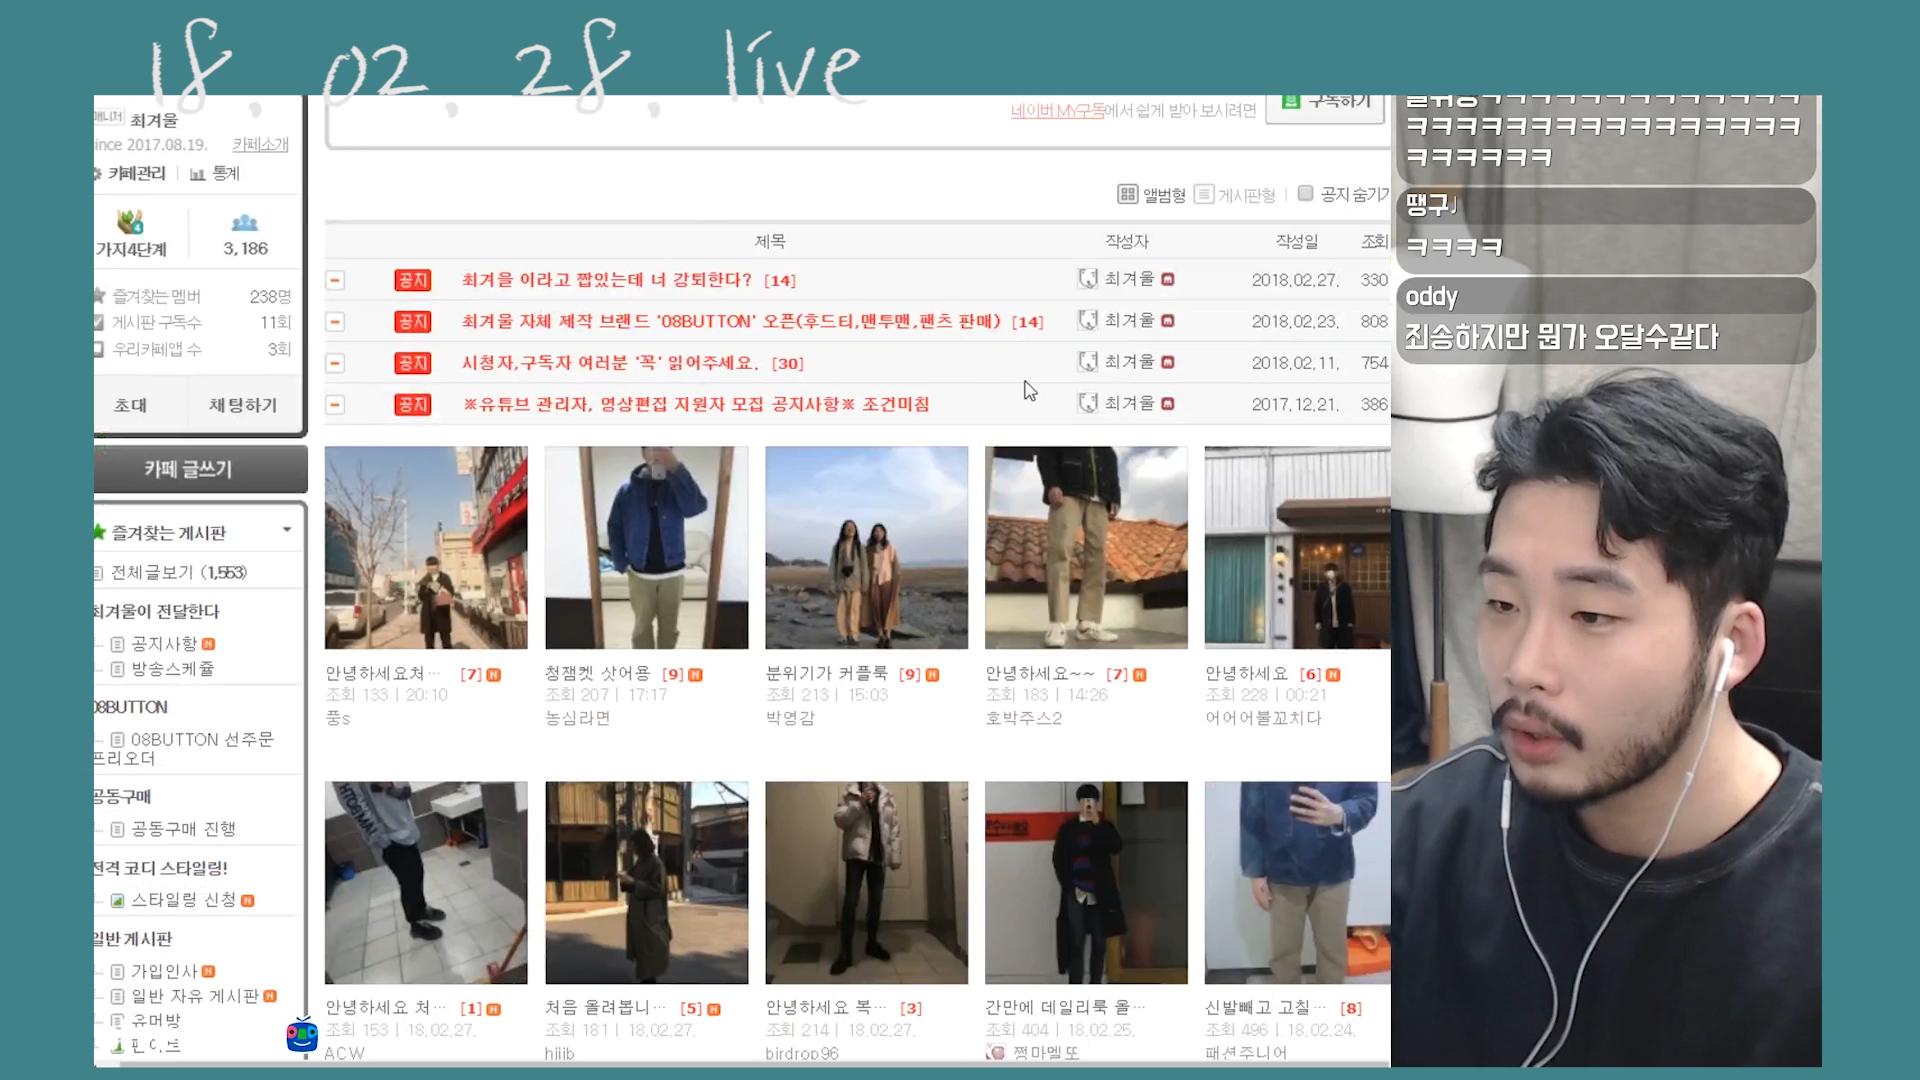 18. 02. 28. live
매니저 최겨울
since 2017.08.19. 카페소개
카페관리 통계
가지4단계 3,186
즐겨찾는 멤버 238명
게시판 구독수 11회
우리카페앱 수 3회
초대 채팅하기
카페 글쓰기
즐겨찾는 게시판
전체글보기 (1,553)
최겨울이 전달한다
공지사항 N
방송스케쥴
08BUTTON
08BUTTON 선주문
프리오더
공동구매
공동구매 진행
전격 코디 스타일링!
스타일링 신청 N
일반 게시판
가입인사 N
일반 자유 게시판 N
유머방
네이버 MY구독에서 쉽게 받아 보시려면 구독하기
앨범형 게시판형 공지 숨기기
제목 작성자 작성일 조회
공지 최겨울 이라고 짭있는데 너 강퇴한다? [14] 최겨울 2018.02.27. 330
공지 최겨울 자체 제작 브랜드 '08BUTTON' 오픈(후드티,맨투맨,팬츠 판매) [14] 최겨울 2018.02.23. 808
공지 시청자,구독자 여러분 '꼭' 읽어주세요. [30] 최겨울 2018.02.11. 754
공지 ※유튜브 관리자, 영상편집 지원자 모집 공지사항※ 조건미침 최겨울 2017.12.21. 386
안녕하세요처… [7] N
조회 133 | 20:10
풍s
청잼켓 삿어용 [9] N
조회 207 | 17:17
농심라면
분위기가 커플룩 [9] N
조회 213 | 15:03
박영감
안녕하세요~~ [7] N
조회 183 | 14:26
호박주스2
안녕하세요 [6] N
조회 228 | 00:21
어어어불꼬치다
안녕하세요 처… [1] N
조회 153 | 18.02.27.
ACW
처음 올려봅니… [5] N
조회 181 | 18.02.27.
hiiib
안녕하세요 복… [3]
조회 214 | 18.02.27.
birdrop96
간만에 데일리룩 올…
조회 404 | 18.02.25.
쩡마멜또
신발빼고 고칠… [8]
조회 496 | 18.02.24.
패션주니어
ㅋㅋㅋㅋㅋㅋㅋㅋㅋㅋㅋㅋㅋㅋㅋㅋ
ㅋㅋㅋㅋㅋㅋ
땡구♩
ㅋㅋㅋㅋ
oddy
죄송하지만 뭔가 오달수같다